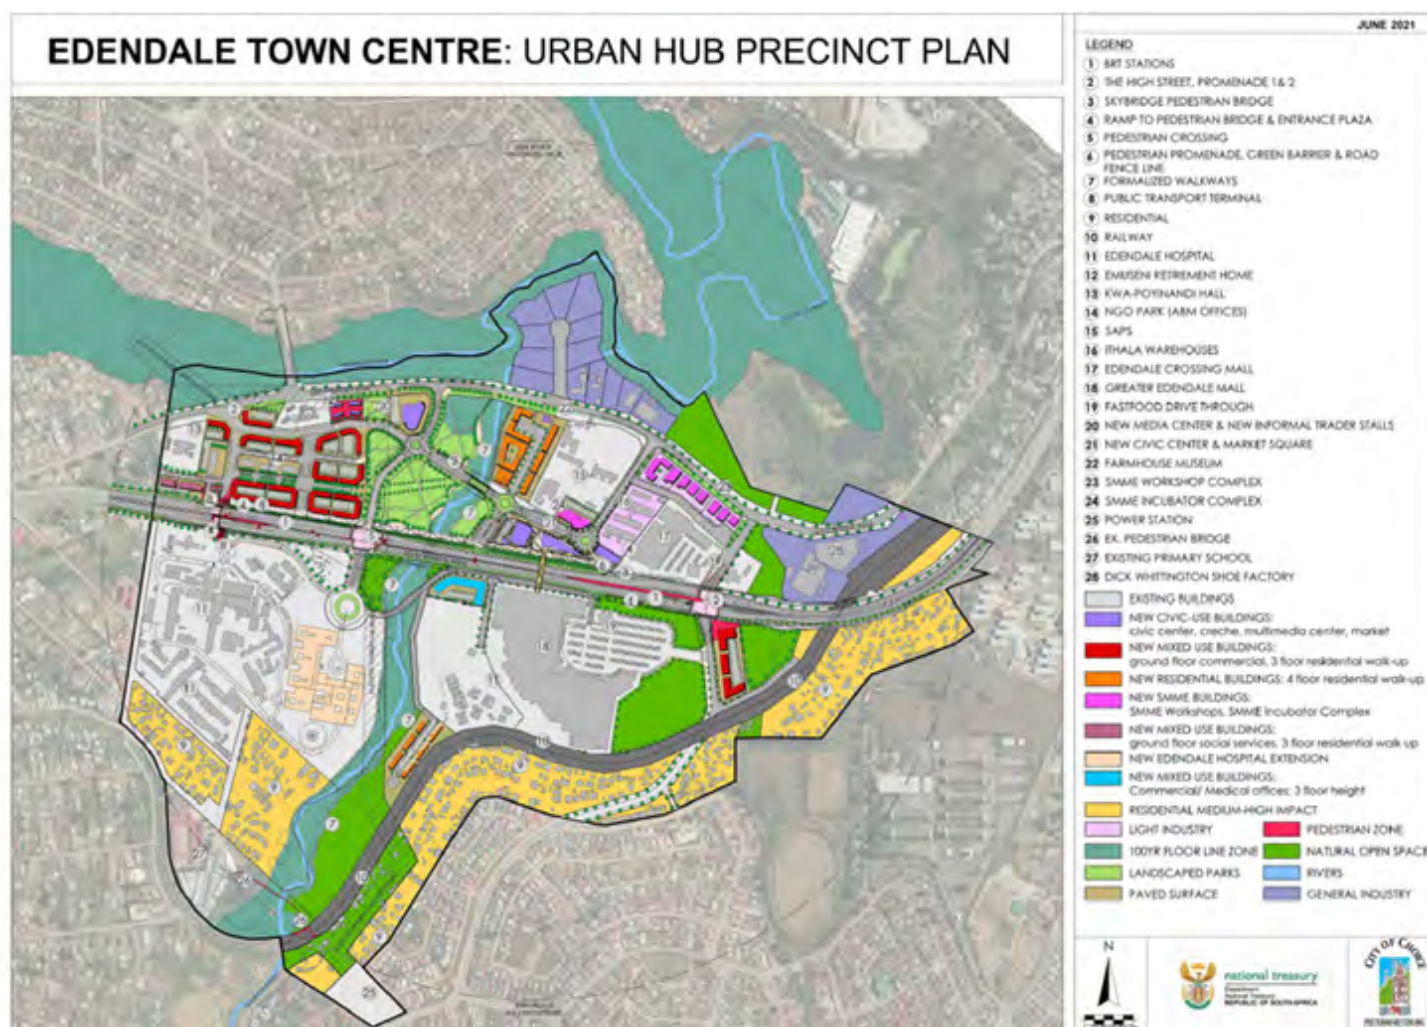 JUNE 2021
EDENDALE TOWN CENTRE: URBAN HUB PRECINCT PLAN
LEGEND
1 BRT STATIONS
2 THE HIGH STREET, PROMENADE 1& 2
3 SKYBRIDGE PEDESTRIAN BRIDGE
4 RAMP TO PEDESTRIAN BRIDGE & ENTRANCE PLAZA
5 PEDESTRIAN CROSSING
6 PEDESTRIAN PROMENADE, GREEN BARRIER & ROAD
FENCE LINE
7 FORMALIZED WALKWAYS
8 PUBLIC TRANSPORT TERMINAL
9 RESIDENTIAL
10 RAILWAY
11 EDENDALE HOSPITAL
12 EMUSENI RETIREMENT HOME
13 KWA-POYINANDI HALL
14 NGO PARK (ABM OFFICES)
15 SAPS
16 ITHALA WAREHOUSES
17 EDENDALE CROSSING MALL
18 GREATER EDENDALE MALL
19 FASTFOOD DRIVE THROUGH
20 NEW MEDIA CENTER & NEW INFORMAL TRADER STALLS
21 NEW CIVIC CENTER & MARKET SQUARE
22 FARMHOUSE MUSEUM
23 SMME WORKSHOP COMPLEX
24 SMME INCUBATOR COMPLEX
25 POWER STATION
26 EX. PEDESTRIAN BRIDGE
27 EXISTING PRIMARY SCHOOL
28 DICK WHITTINGTON SHOE FACTORY
EXISTING BUILDINGS
NEW CIVIC-USE BUILDINGS:
civic center, creche, multimedia center, market
NEW MIXED USE BUILDINGS:
ground floor commercial, 3 floor residential walk-up
NEW RESIDENTIAL BUILDINGS: 4 floor residential walk-up
NEW SMME BUILDINGS:
SMME Workshops, SMME Incubator Complex
NEW MIXED USE BUILDINGS:
ground floor social services, 3 floor residential walk up
NEW EDENDALE HOSPITAL EXTENSION
NEW MIXED USE BUILDINGS:
Commercial/ Medical offices; 3 floor height
RESIDENTIAL MEDIUM-HIGH IMPACT
LIGHT INDUSTRY PEDESTRIAN ZONE
100YR FLOOR LINE ZONE NATURAL OPEN SPACE
LANDSCAPED PARKS RIVERS
PAVED SURFACE GENERAL INDUSTRY
N
national treasury
Department:
National Treasury
REPUBLIC OF SOUTH AFRICA
CITY OF CHOICE